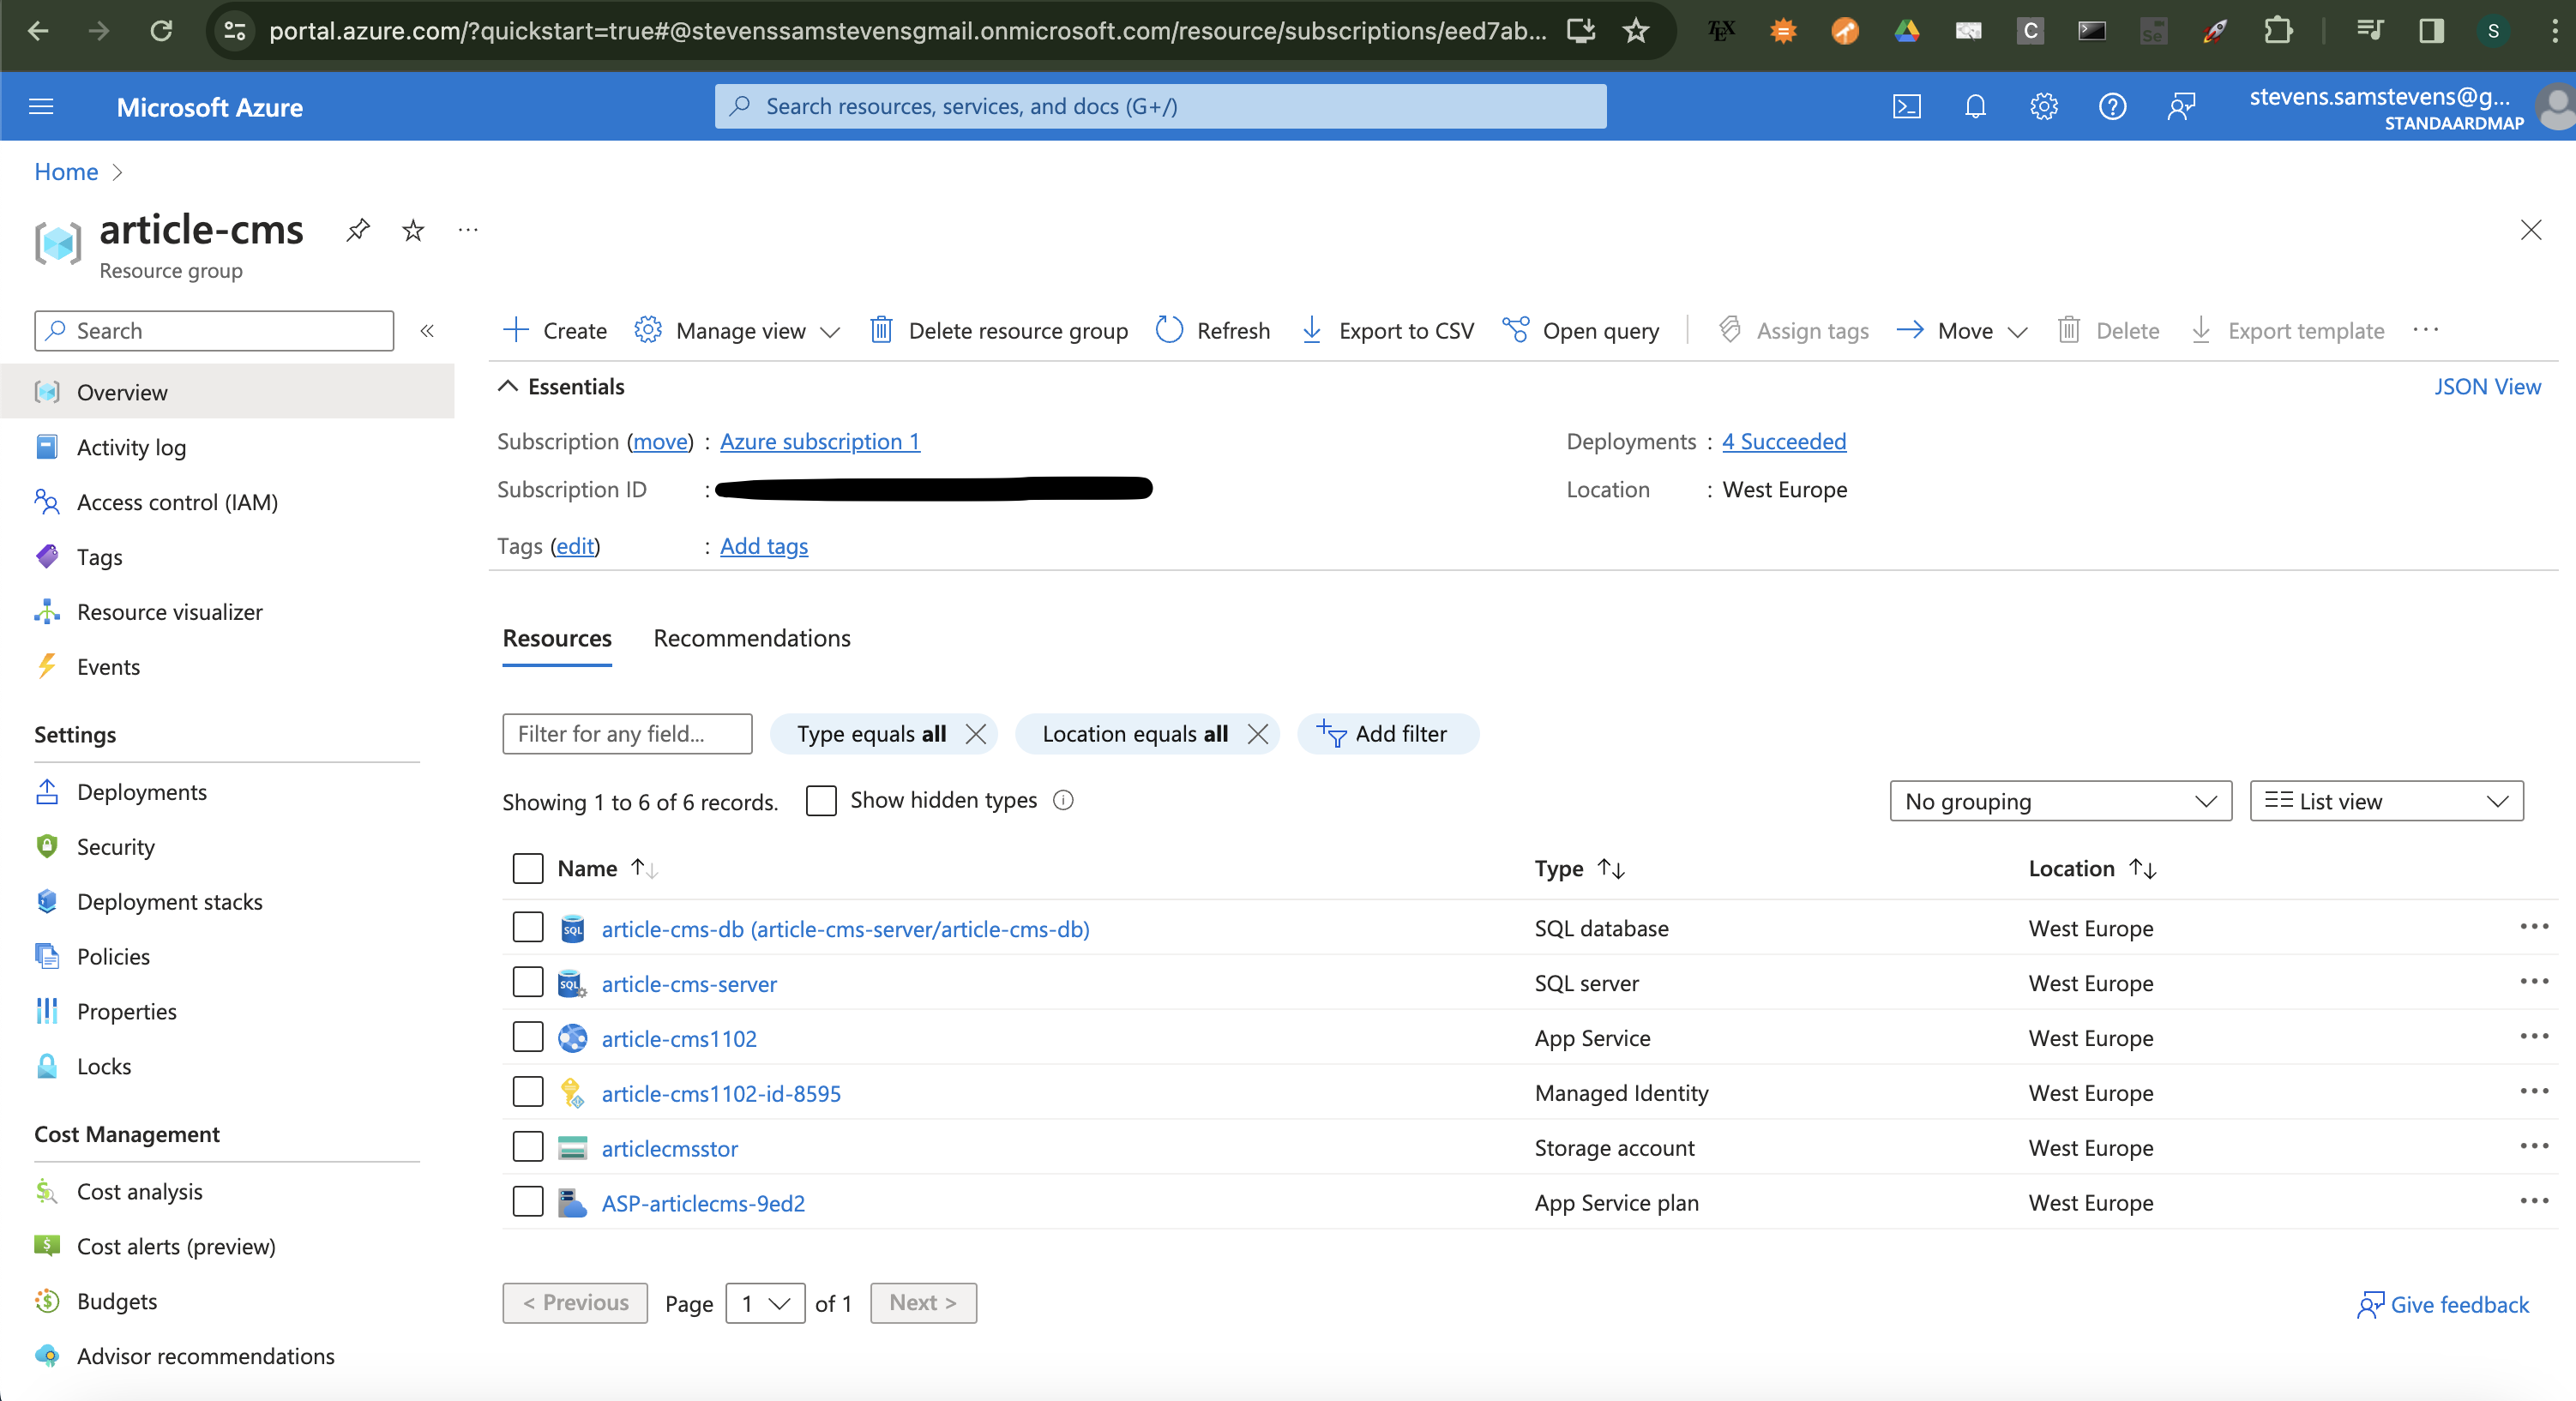 portal.azure.com/?quickstart=true#@stevenssamstevensgmail.onmicrosoft.com/resource/subscriptions/eed7ab...
TEX
C
Se
S
Microsoft Azure
Search resources, services, and docs (G+/)
stevens.samstevens@g...
STANDAARDMAP
Home
article-cms
Resource group
Search
Create
Manage view
Delete resource group
Refresh
Export to CSV
Open query
Assign tags
Move
Delete
Export template
Overview
Activity log
Access control (IAM)
Tags
Resource visualizer
Events
Settings
Deployments
Security
Deployment stacks
Policies
Properties
Locks
Cost Management
Cost analysis
Cost alerts (preview)
Budgets
Advisor recommendations
Essentials
JSON View
Subscription (move) : Azure subscription 1
Deployments : 4 Succeeded
Subscription ID :
Location : West Europe
Tags (edit) : Add tags
Resources Recommendations
Filter for any field...
Type equals all
Location equals all
Add filter
Showing 1 to 6 of 6 records.
Show hidden types
No grouping
List view
Name Type Location
SQL article-cms-db (article-cms-server/article-cms-db) SQL database West Europe
SQL article-cms-server SQL server West Europe
article-cms1102 App Service West Europe
article-cms1102-id-8595 Managed Identity West Europe
articlecmsstor Storage account West Europe
ASP-articlecms-9ed2 App Service plan West Europe
< Previous Page 1 of 1 Next >
Give feedback